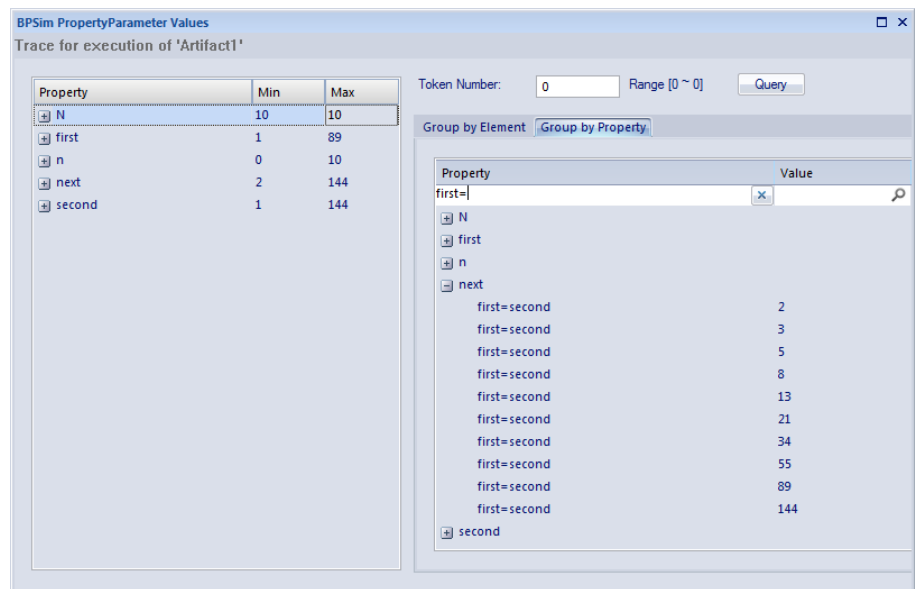 BPSim PropertyParameter Values
Trace for execution of 'Artifact1'
Property Min Max
N 10 10
first 1 89
n 0 10
next 2 144
second 1 144
Token Number: 0 Range [0 ~ 0] Query
Group by Element Group by Property
Property Value
first=
N
first
n
next
first=second 2
first=second 3
first=second 5
first=second 8
first=second 13
first=second 21
first=second 34
first=second 55
first=second 89
first=second 144
second